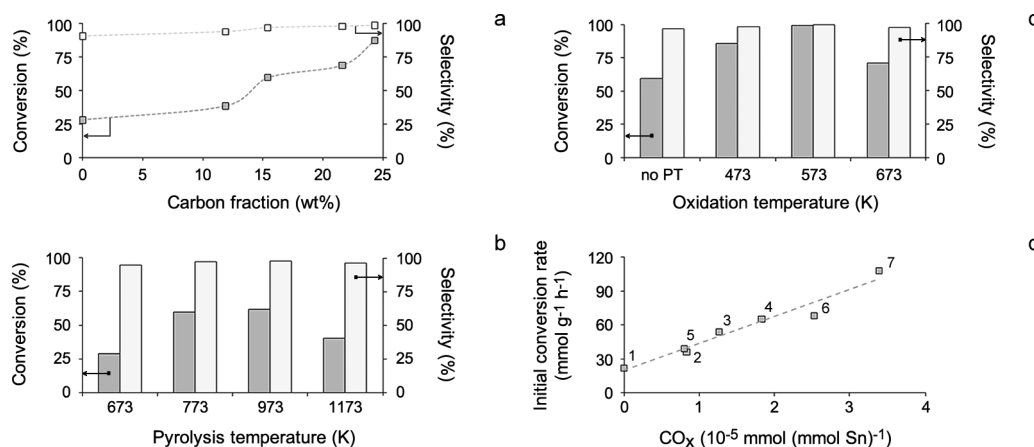 a
Conversion (%)
100
75
50
25
0
100
75
50
25
0
Selectivity (%)
0 5 10 15 20 25
Carbon fraction (wt%)
c
Conversion (%)
100
75
50
25
0
100
75
50
25
0
Selectivity (%)
no PT 473 573 673
Oxidation temperature (K)
b
Conversion (%)
100
75
50
25
0
100
75
50
25
0
Selectivity (%)
673 773 973 1173
Pyrolysis temperature (K)
Initial conversion rate
(mmol g-1 h-1)
120
90
60
30
0
1
5
2
3
4
6
7
0 1 2 3 4
COx (10-5 mmol (mmol Sn)-1)